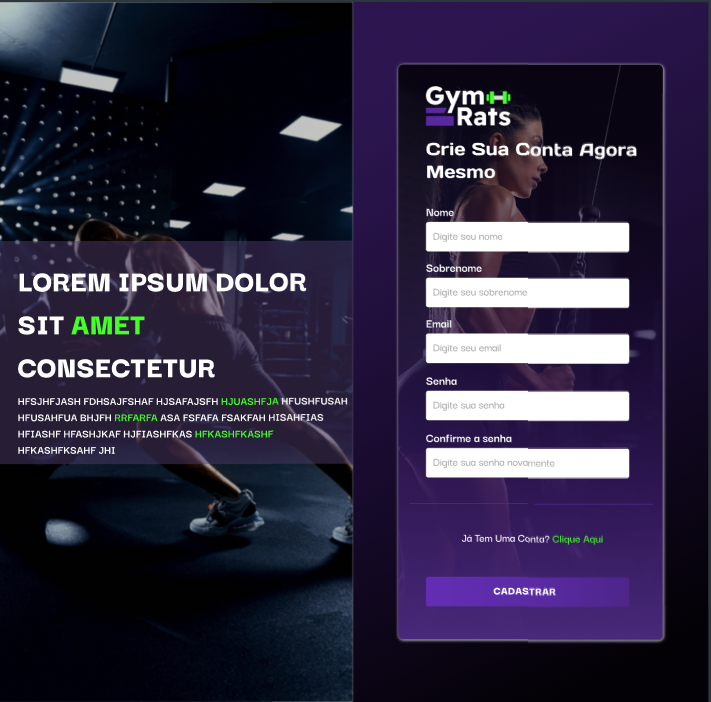 LOREM IPSUM DOLOR
SIT AMET
CONSECTETUR
HFSJHFJASH FDHSAJFSHAF HJSAFAJSFH HJUASHFJA HFUSHFUSAH
HFUSAHFUA BHJFH RRFARFA ASA FSFAFA FSAKFAH HISAHFIAS
HFIASHF HFASHJKAF HJFIASHFKAS HFKASHFKASHF
HFKASHFKSAHF JHI
Gym
Rats
Crie Sua Conta Agora
Mesmo
Nome
Digite seu nome
Sobrenome
Digite seu sobrenome
Email
Digite seu email
Senha
Digite sua senha
Confirme a senha
Digite sua senha novamente
Já Tem Uma Conta? Clique Aqui
CADASTRAR